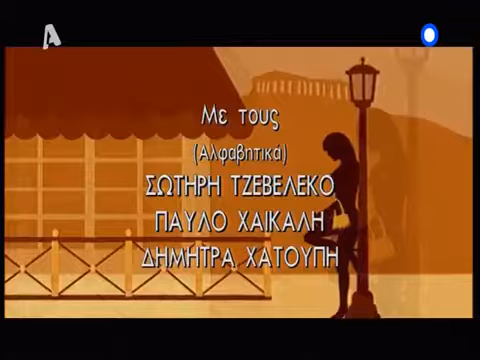 Με τους
(Αλφαβητικά)
ΣΩΤΗΡΗ ΤΖΕΒΕΛΕΚΟ
ΠΑΥΛΟ ΧΑΙΚΑΛΗ
ΔΗΜΗΤΡΑ ΧΑΤΟΥΠΗ